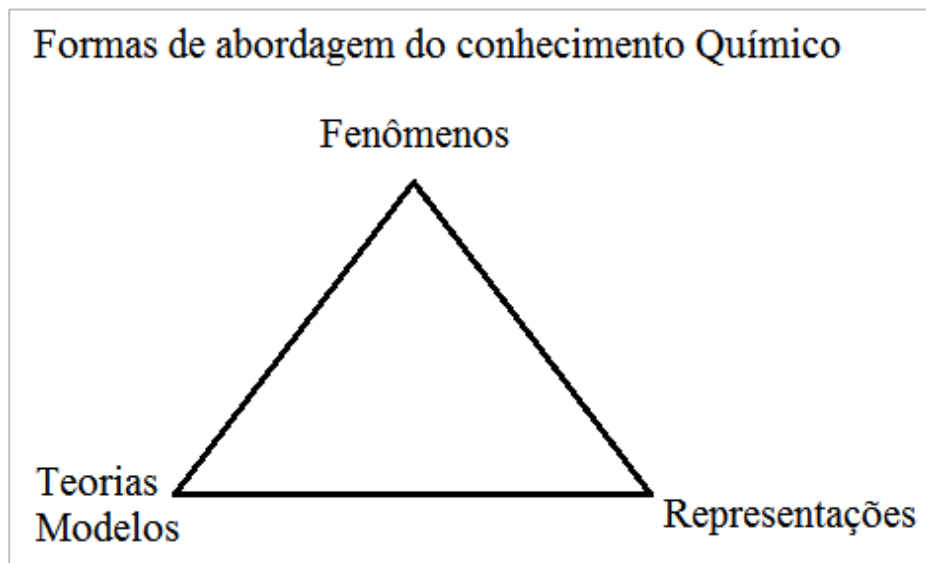 Formas de abordagem do conhecimento Químico
Fenômenos
Teorias
Modelos
Representações